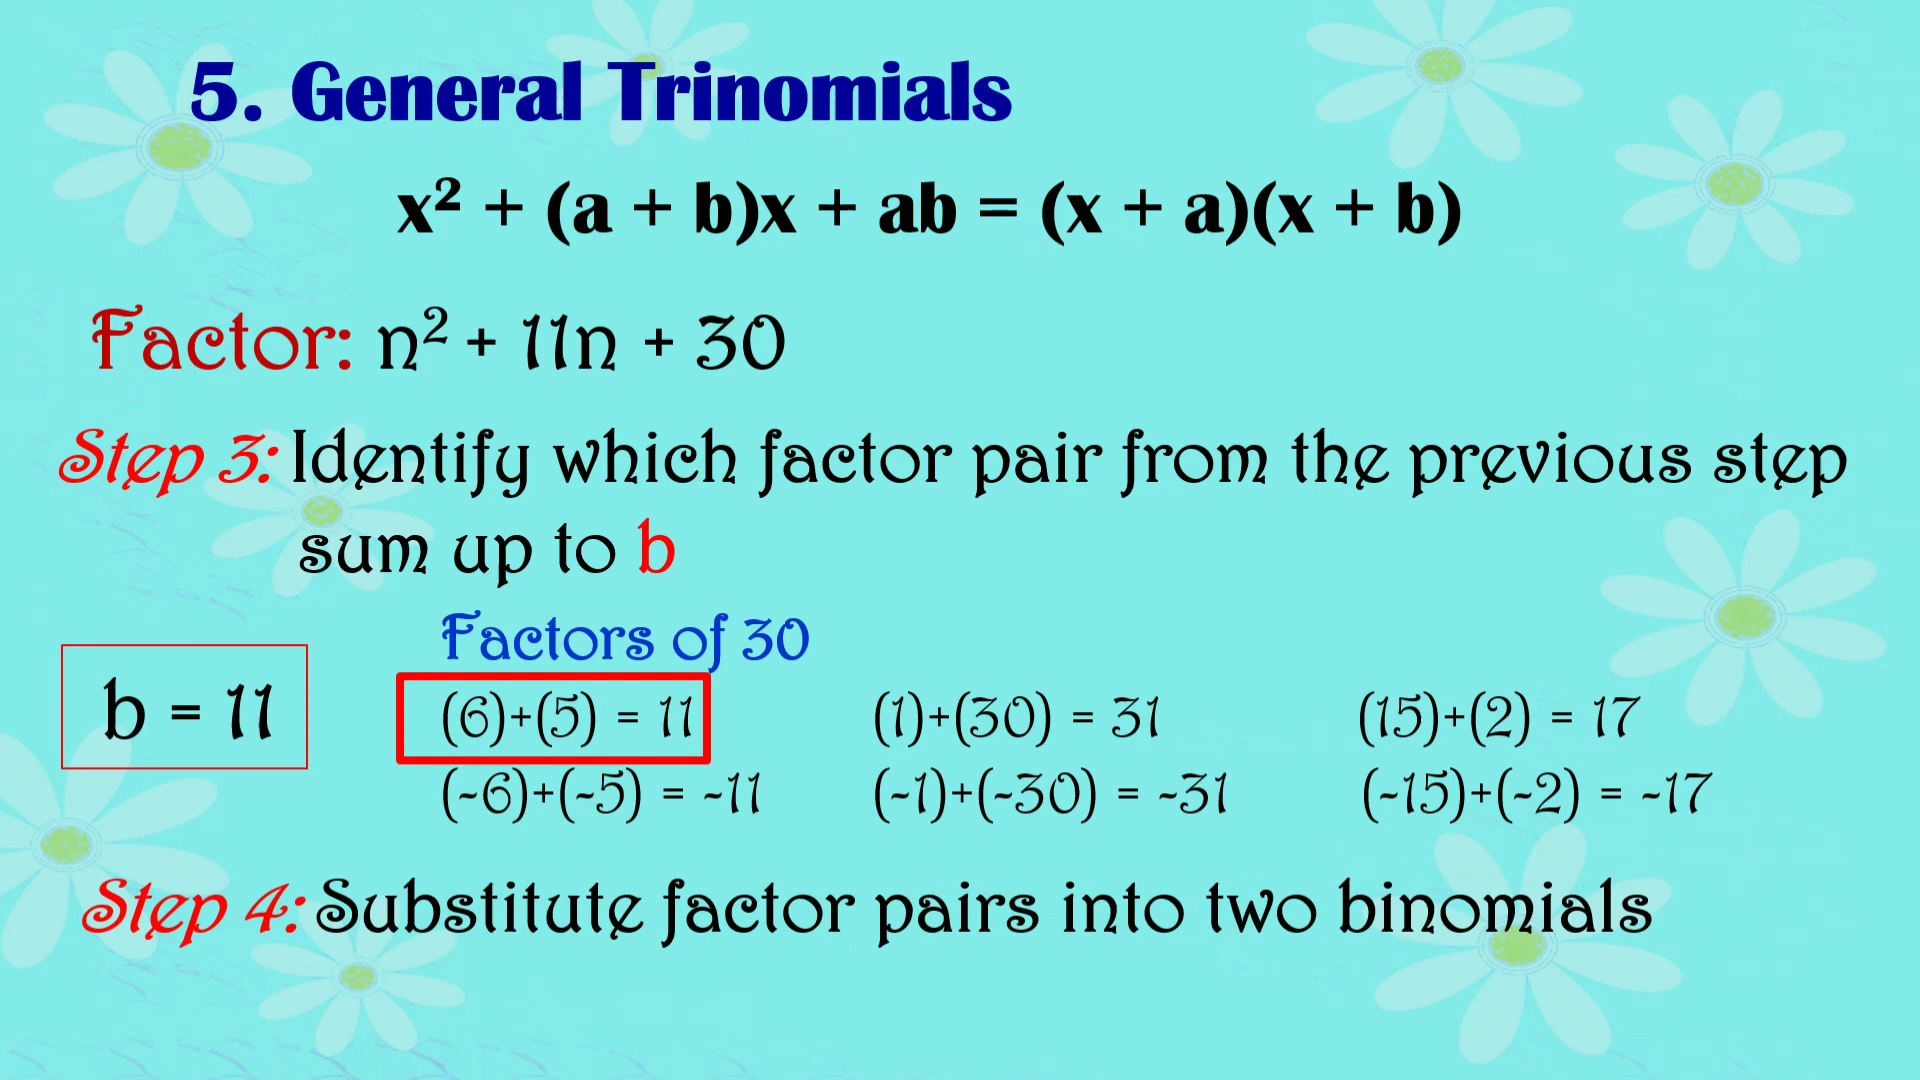 5. General Trinomials
x² + (a + b)x + ab = (x + a)(x + b)
Factor: n² + 11n + 30
Step 3: Identify which factor pair from the previous step
sum up to b
Factors of 30
b = 11
(6)+(5) = 11 (1)+(30) = 31 (15)+(2) = 17
(-6)+(-5) = -11 (-1)+(-30) = -31 (-15)+(-2) = -17
Step 4: Substitute factor pairs into two binomials